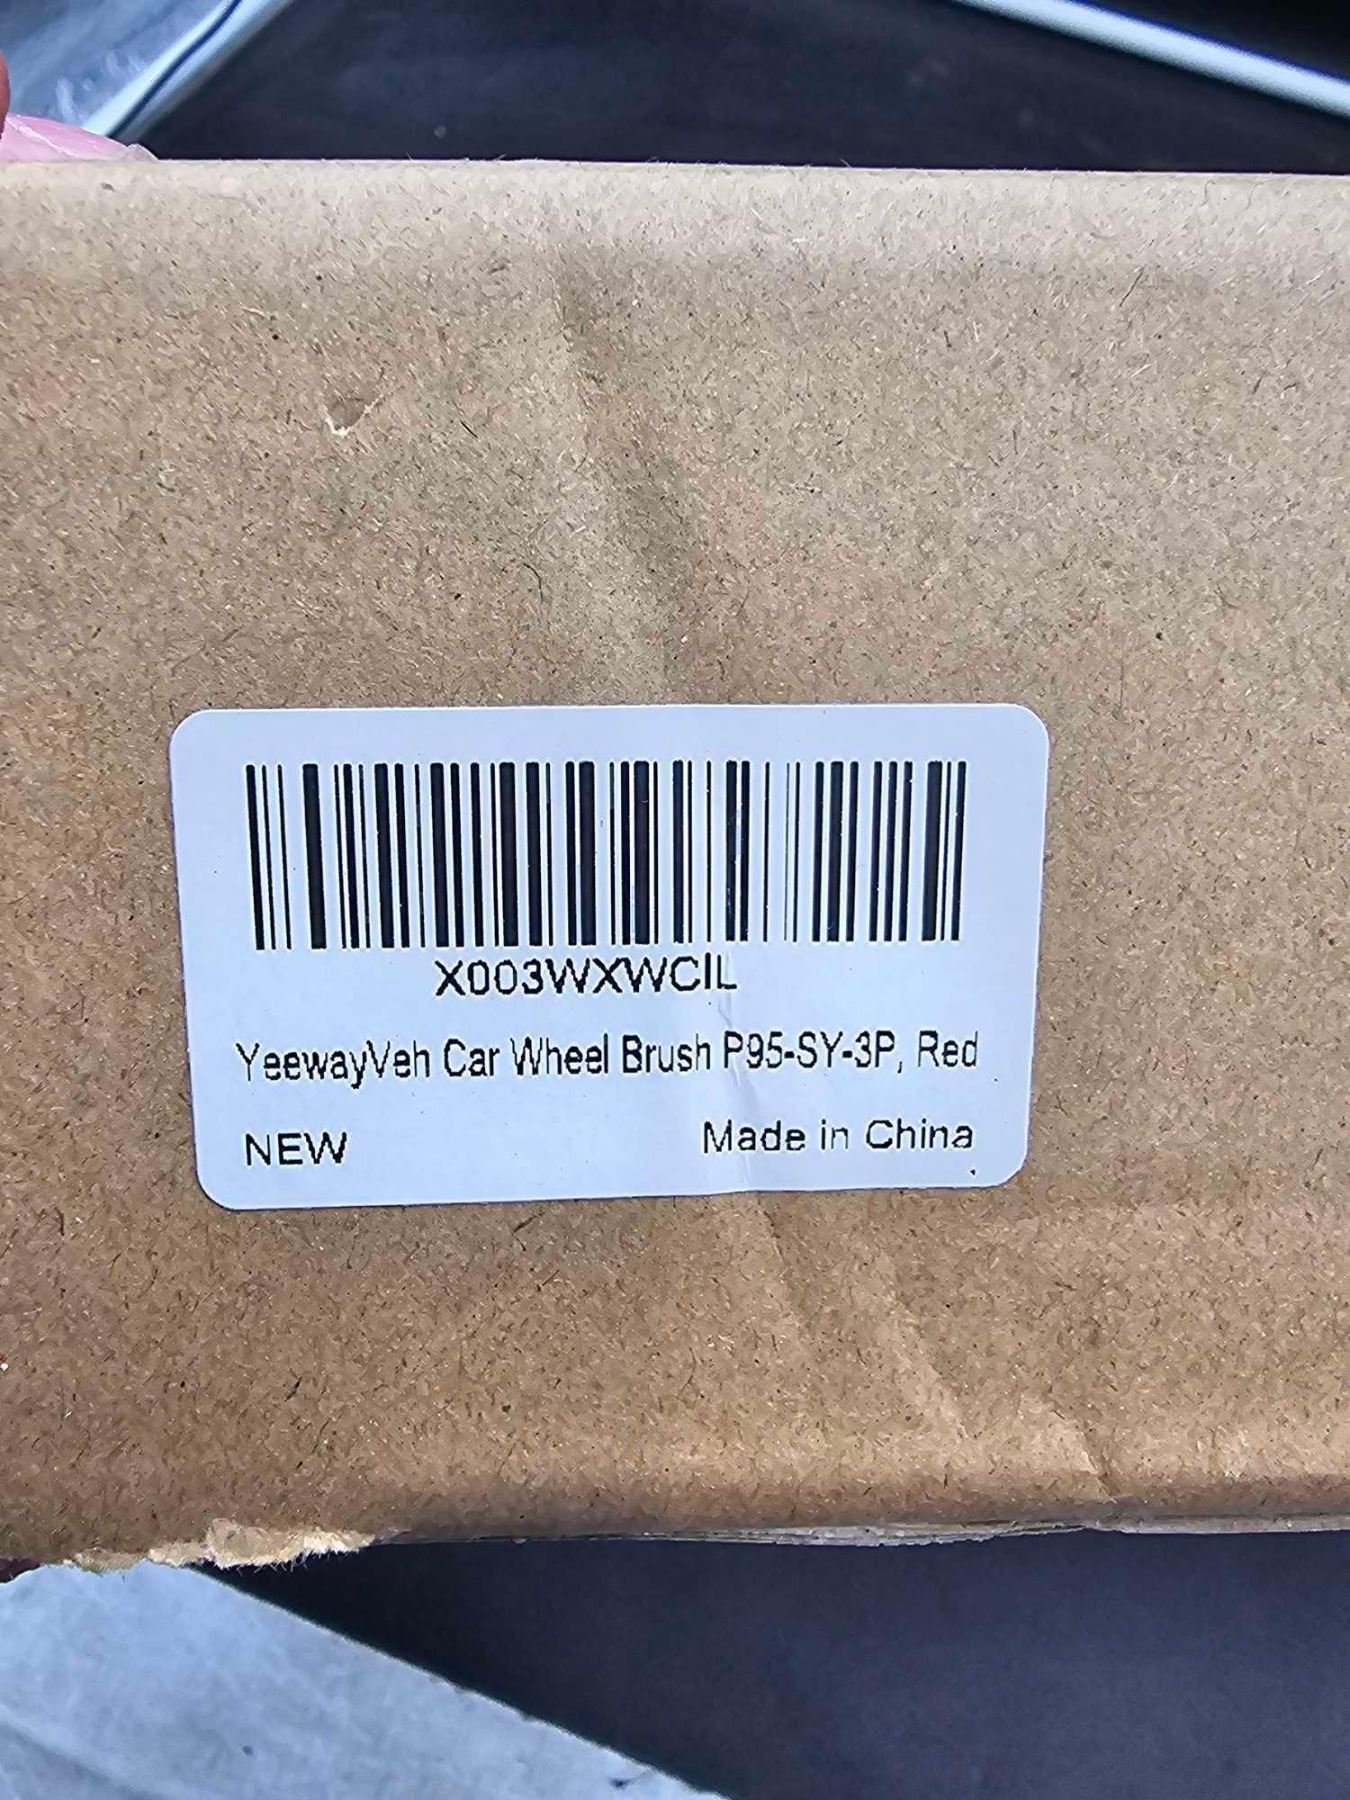 X003WXWCIL
YeewayVeh Car Wheel Brush P95-SY-3P, Red
NEW Made in China